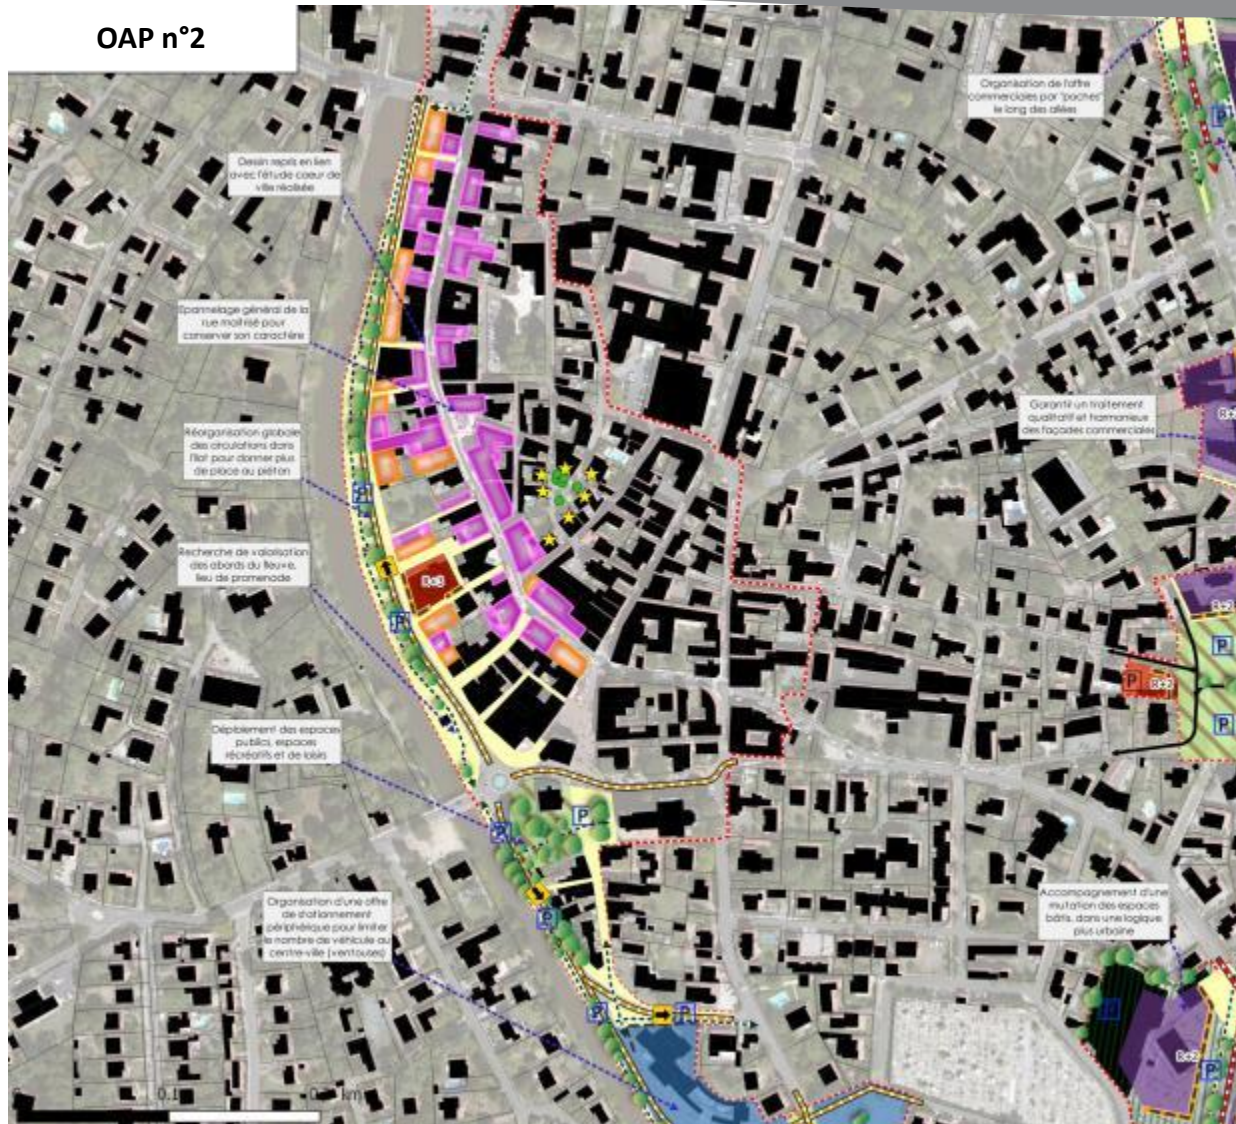 OAP n°2
Organisation de l'offre
commerciales par "poches"
le long des allées
Dessin repris en lien
avec l'étude coeur de
ville réalisée
P
Epannelage général de la
rue maîtrisé pour
conserver son caractère
Garantir un traitement
qualitatif et harmonieux
des façades commerciales
Réorganisation globale
des circulations dans
l'îlot pour donner plus
de place au piéton
P
Recherche de valorisation
des abords du fleuve,
lieu de promenade
R+3
P
P
P
R+2
P
Déploiement des espaces
publics, espaces
récréatifs et de loisirs
P
P
Accompagnement d'une
mutation des espaces
bâtis, dans une logique
plus urbaine
Organisation d'une offre
de stationnement
périphérique pour limiter
le nombre de véhicule au
centre-ville (ventouses)
P
P
P
R+2
P
km